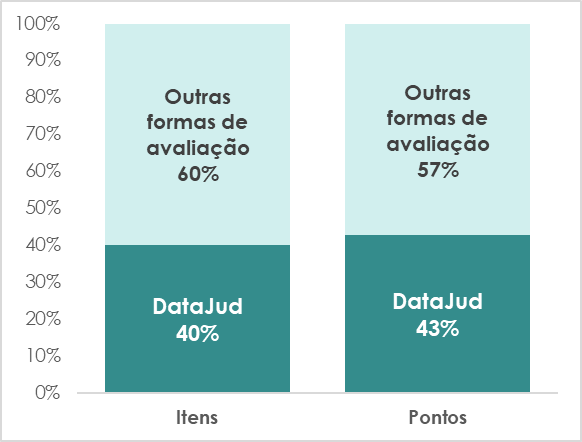 100%
90%
80%
70%
60%
50%
40%
30%
20%
10%
0%
Outras
formas de
avaliação
60%
DataJud
40%
Outras
formas de
avaliação
57%
DataJud
43%
Itens
Pontos